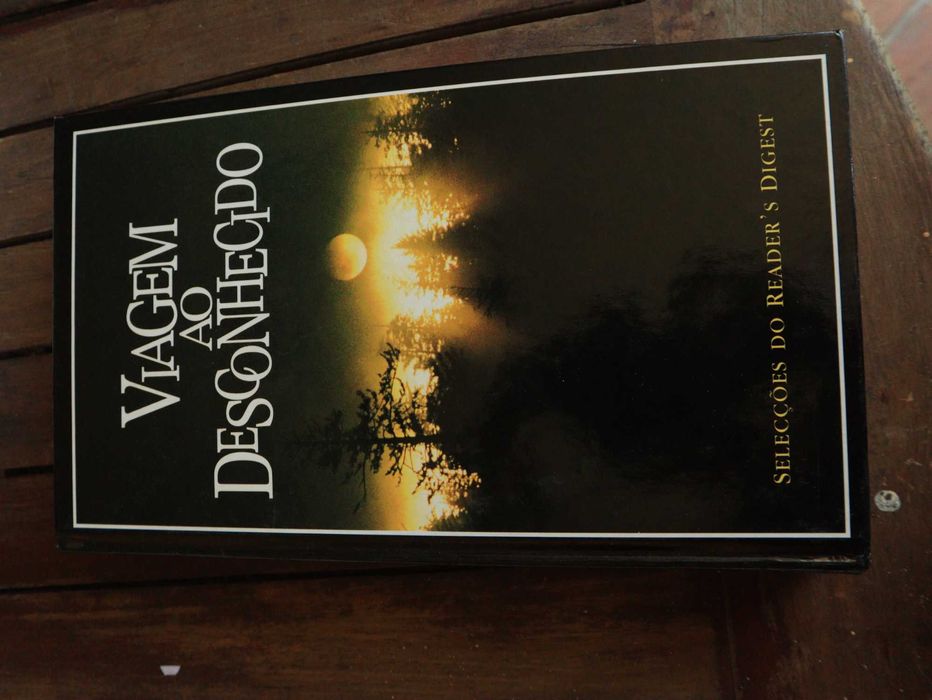 VIAGEM
AO
DESCONHECIDO
SELECÇÕES DO READER'S DIGEST